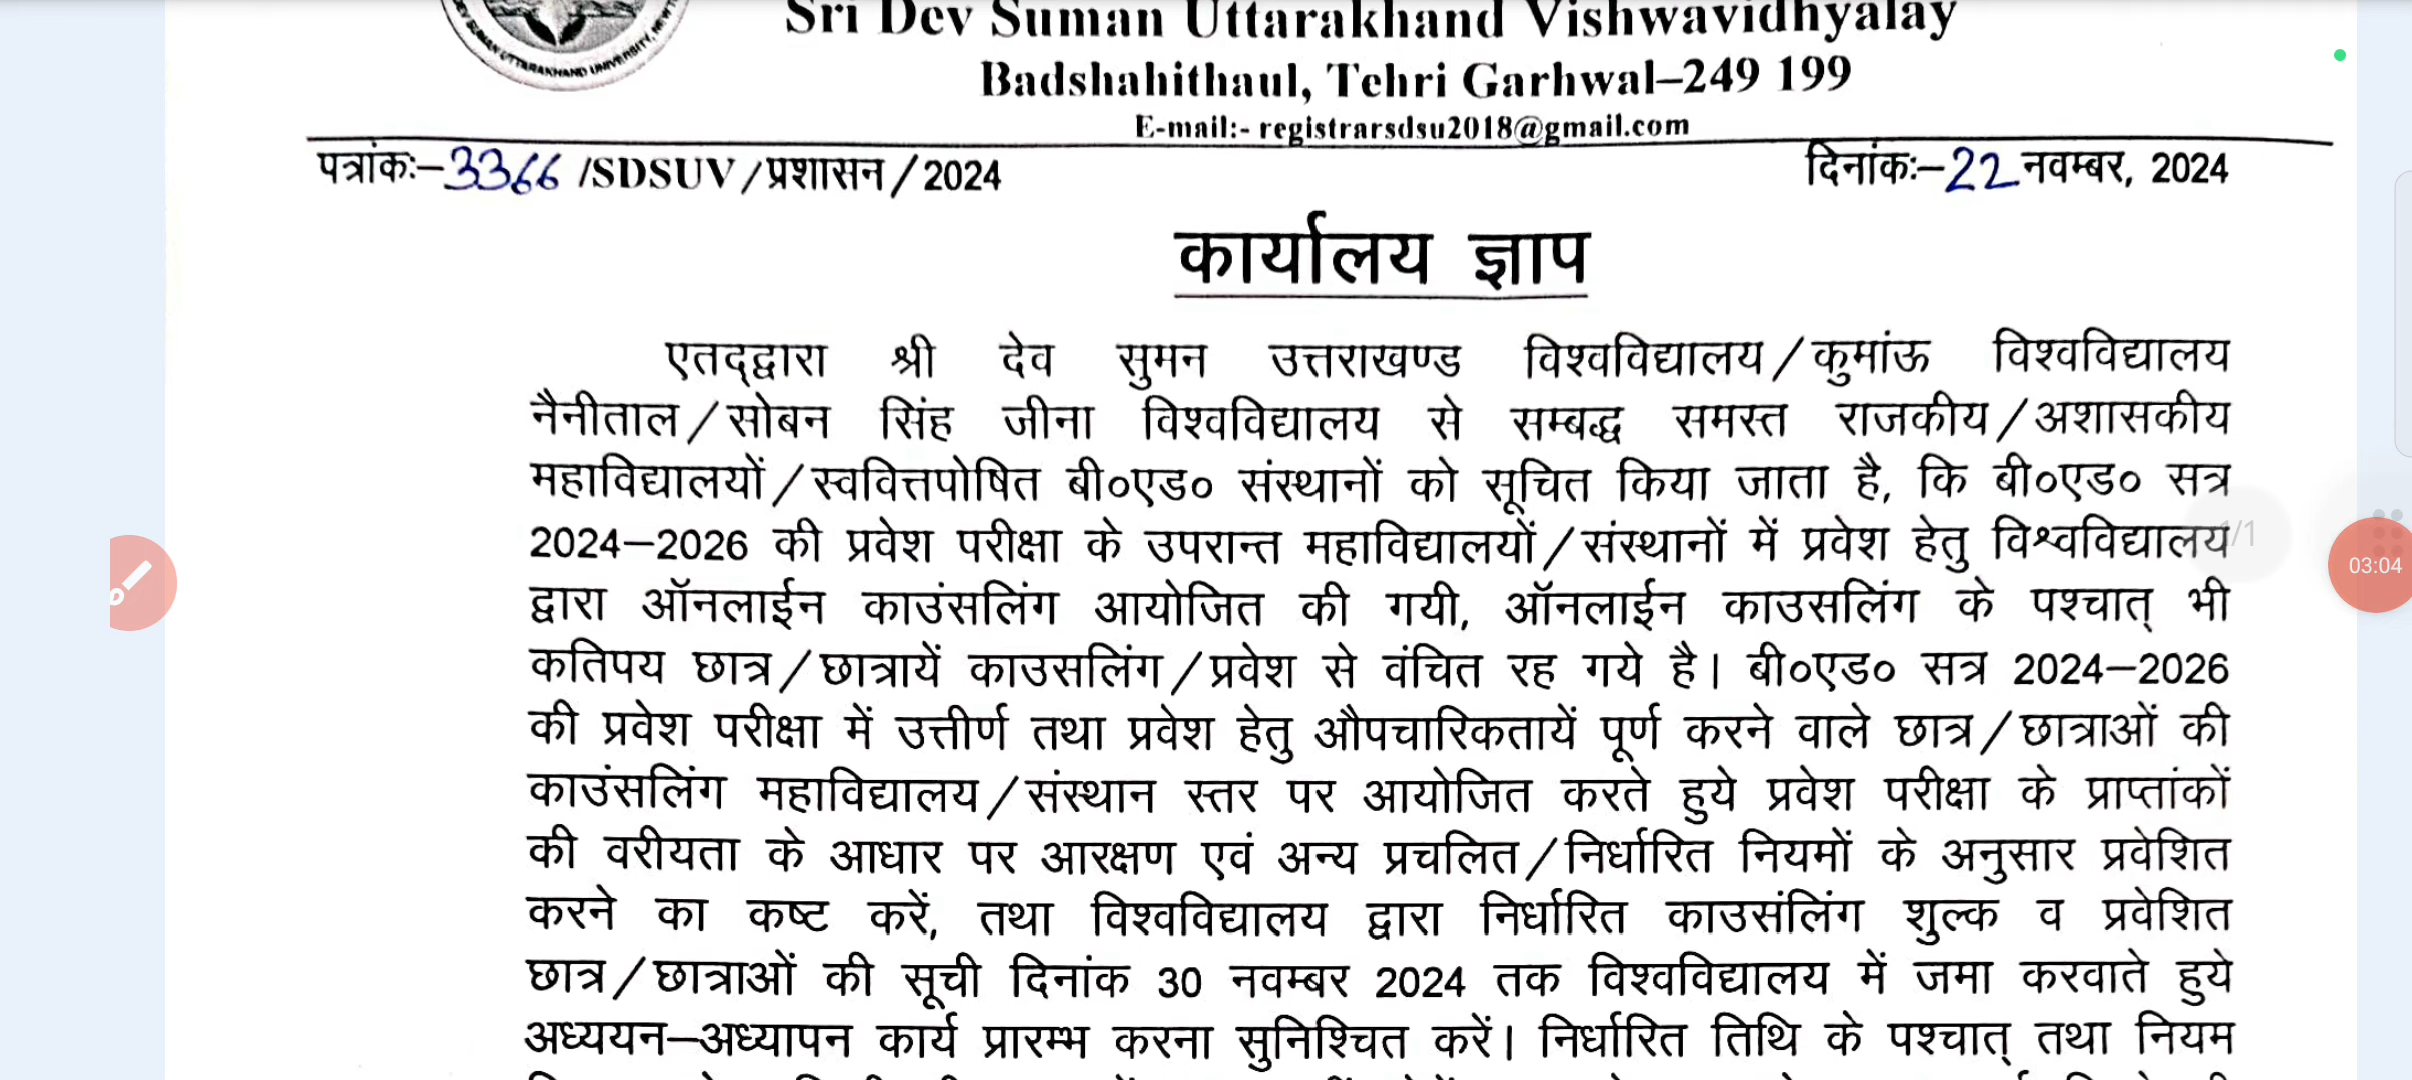 Sri Dev Suman Uttarakhand Vishwavidhyalay
Badshahithaul, Tehri Garhwal–249 199
E-mail:- registrarsdsu2018@gmail.com
पत्रांकः–3366 /SDSUV/प्रशासन/2024
दिनांकः–22 नवम्बर, 2024
कार्यालय ज्ञाप
एतद्द्वारा श्री देव सुमन उत्तराखण्ड विश्वविद्यालय/कुमांऊ विश्वविद्यालय
नैनीताल/सोबन सिंह जीना विश्वविद्यालय से सम्बद्ध समस्त राजकीय/अशासकीय
महाविद्यालयों/स्ववित्तपोषित बी०एड० संस्थानों को सूचित किया जाता है, कि बी०एड० सत्र
2024–2026 की प्रवेश परीक्षा के उपरान्त महाविद्यालयों/संस्थानों में प्रवेश हेतु विश्वविद्यालय
1/1
03:04
द्वारा ऑनलाईन काउंसलिंग आयोजित की गयी, ऑनलाईन काउसलिंग के पश्चात् भी
कतिपय छात्र/छात्रायें काउसलिंग/प्रवेश से वंचित रह गये है। बी०एड० सत्र 2024–2026
की प्रवेश परीक्षा में उत्तीर्ण तथा प्रवेश हेतु औपचारिकतायें पूर्ण करने वाले छात्र/छात्राओं की
काउंसलिंग महाविद्यालय/संस्थान स्तर पर आयोजित करते हुये प्रवेश परीक्षा के प्राप्तांकों
की वरीयता के आधार पर आरक्षण एवं अन्य प्रचलित/निर्धारित नियमों के अनुसार प्रवेशित
करने का कष्ट करें, तथा विश्वविद्यालय द्वारा निर्धारित काउसंलिंग शुल्क व प्रवेशित
छात्र/छात्राओं की सूची दिनांक 30 नवम्बर 2024 तक विश्वविद्यालय में जमा करवाते हुये
अध्ययन–अध्यापन कार्य प्रारम्भ करना सुनिश्चित करें। निर्धारित तिथि के पश्चात् तथा नियम